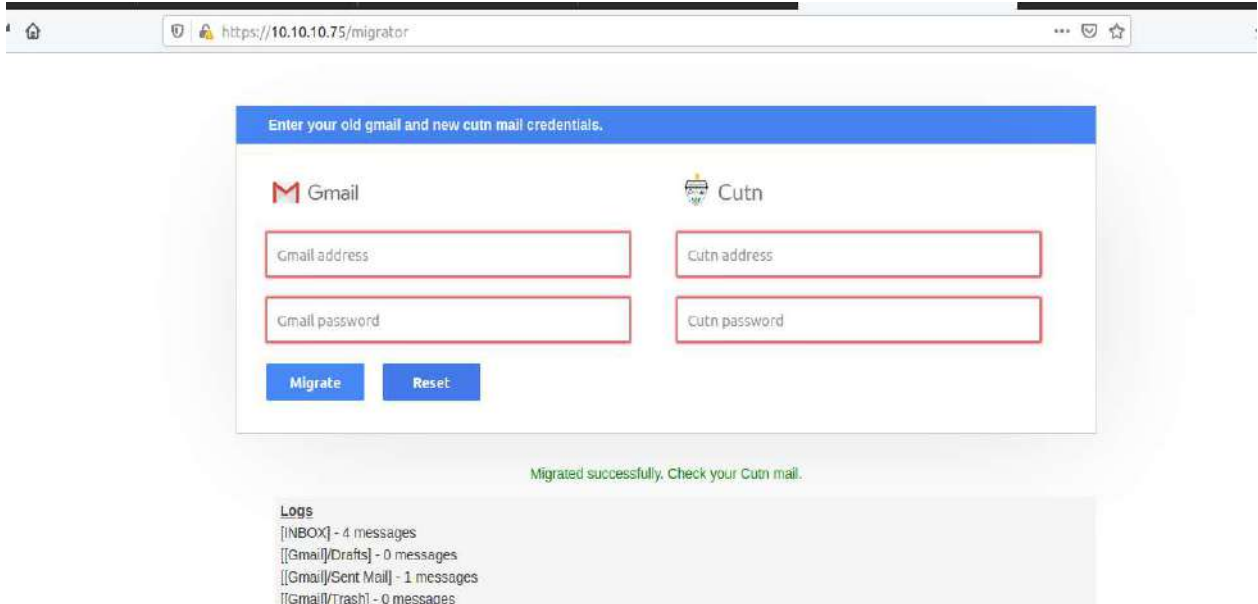 https://10.10.10.75/migrator
Enter your old gmail and new cutn mail credentials.
Gmail
Cutn
Gmail address
Cutn address
Gmail password
Cutn password
Migrate
Reset
Migrated successfully. Check your Cutn mail.
Logs
[INBOX] - 4 messages
[[Gmail]/Drafts] - 0 messages
[[Gmail]/Sent Mail] - 1 messages
[[Gmail]/Trash] - 0 messages